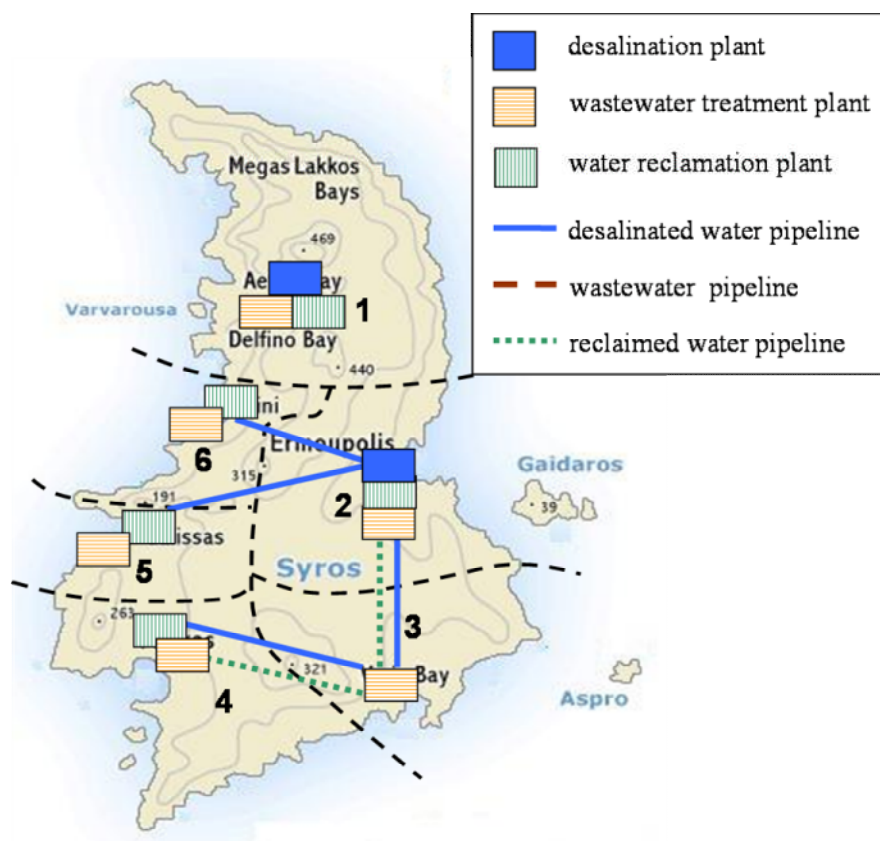 desalination plant
wastewater treatment plant
water reclamation plant
desalinated water pipeline
wastewater pipeline
reclaimed water pipeline
Megas Lakkos
Bays
469
1
Varvarousa
Delfino Bay
440
6
Ermoupolis
315
2
Gaidaros
39
191
5
Syros
263
3
321
Bay
4
Aspro